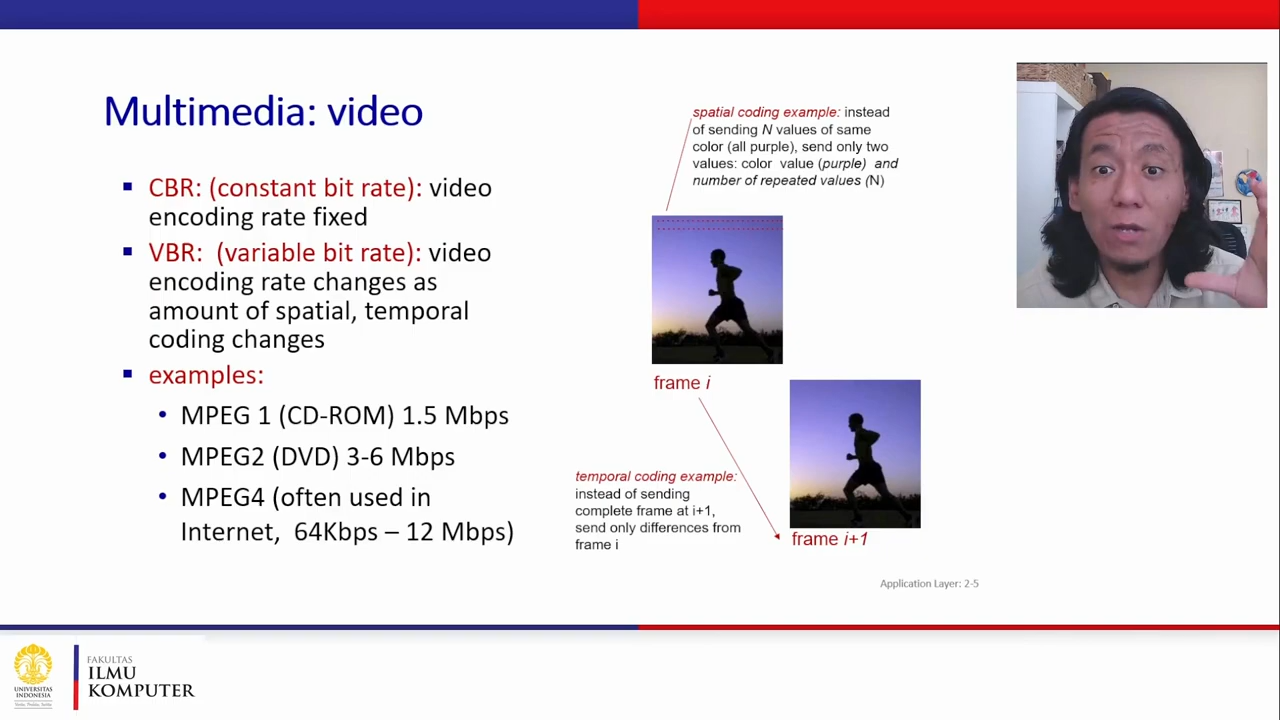 Multimedia: video
▪ CBR: (constant bit rate): video
encoding rate fixed
▪ VBR: (variable bit rate): video
encoding rate changes as
amount of spatial, temporal
coding changes
▪ examples:
• MPEG 1 (CD-ROM) 1.5 Mbps
• MPEG2 (DVD) 3-6 Mbps
• MPEG4 (often used in
Internet, 64Kbps – 12 Mbps)
spatial coding example: instead
of sending N values of same
color (all purple), send only two
values: color value (purple) and
number of repeated values (N)
frame i
temporal coding example:
instead of sending
complete frame at i+1,
send only differences from
frame i
frame i+1
Application Layer: 2-5
UNIVERSITAS
INDONESIA
FAKULTAS
ILMU
KOMPUTER